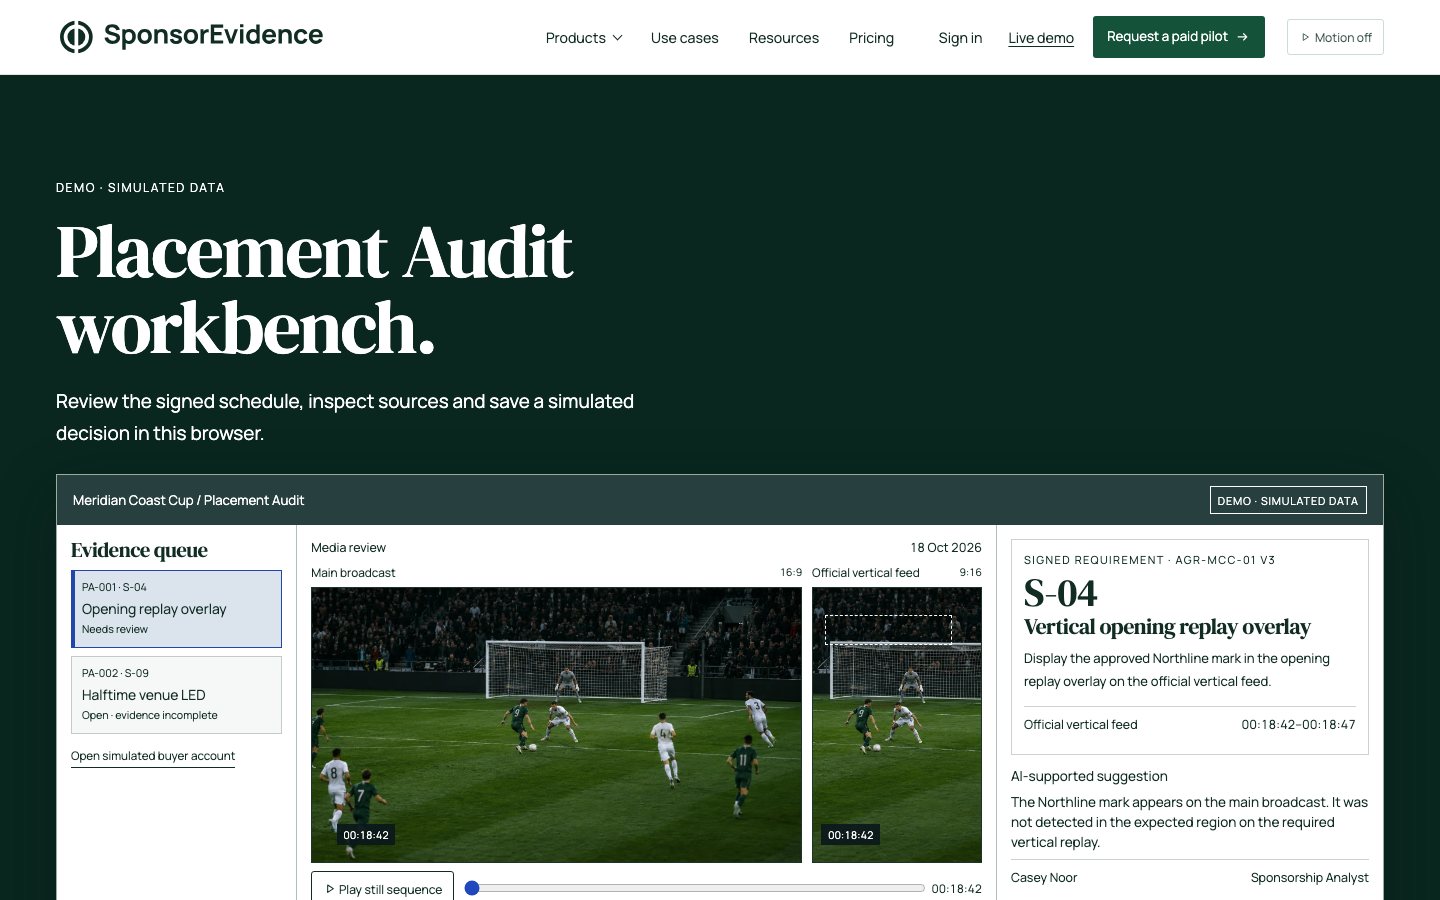 SponsorEvidence
Products
Use cases
Resources
Pricing
Sign in
Live demo
Request a paid pilot →
Motion off
DEMO · SIMULATED DATA
Placement Audit
workbench.
Review the signed schedule, inspect sources and save a simulated
decision in this browser.
Meridian Coast Cup / Placement Audit
DEMO · SIMULATED DATA
Evidence queue
PA-001 · S-04
Opening replay overlay
Needs review
PA-002 · S-09
Halftime venue LED
Open · evidence incomplete
Open simulated buyer account
Media review
18 Oct 2026
Main broadcast
16:9
Official vertical feed
9:16
9
3
4
11
8
7
00:18:42
9
00:18:42
Play still sequence
00:18:42
SIGNED REQUIREMENT · AGR-MCC-01 V3
S-04
Vertical opening replay overlay
Display the approved Northline mark in the opening
replay overlay on the official vertical feed.
Official vertical feed
00:18:42–00:18:47
AI-supported suggestion
The Northline mark appears on the main broadcast. It was
not detected in the expected region on the required
vertical replay.
Casey Noor
Sponsorship Analyst